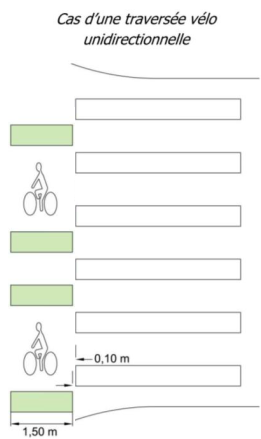 Cas d'une traversée vélo
unidirectionnelle
0,10 m
1,50 m